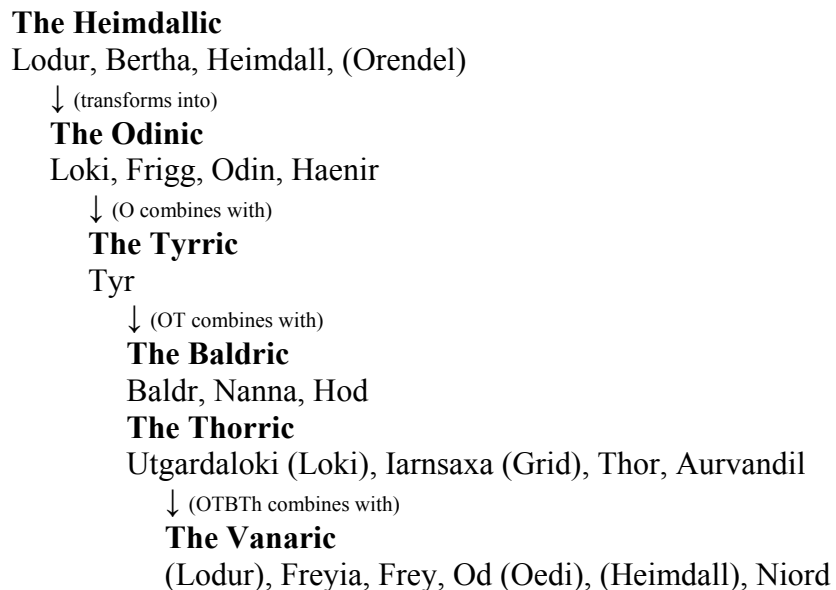 The Heimdallic
Lodur, Bertha, Heimdall, (Orendel)
↓ (transforms into)
The Odinic
Loki, Frigg, Odin, Haenir
↓ (O combines with)
The Tyrric
Tyr
↓ (OT combines with)
The Baldric
Baldr, Nanna, Hod
The Thorric
Utgardaloki (Loki), Iarnsaxa (Grid), Thor, Aurvandil
↓ (OTBTh combines with)
The Vanaric
(Lodur), Freyia, Frey, Od (Oedi), (Heimdall), Niord